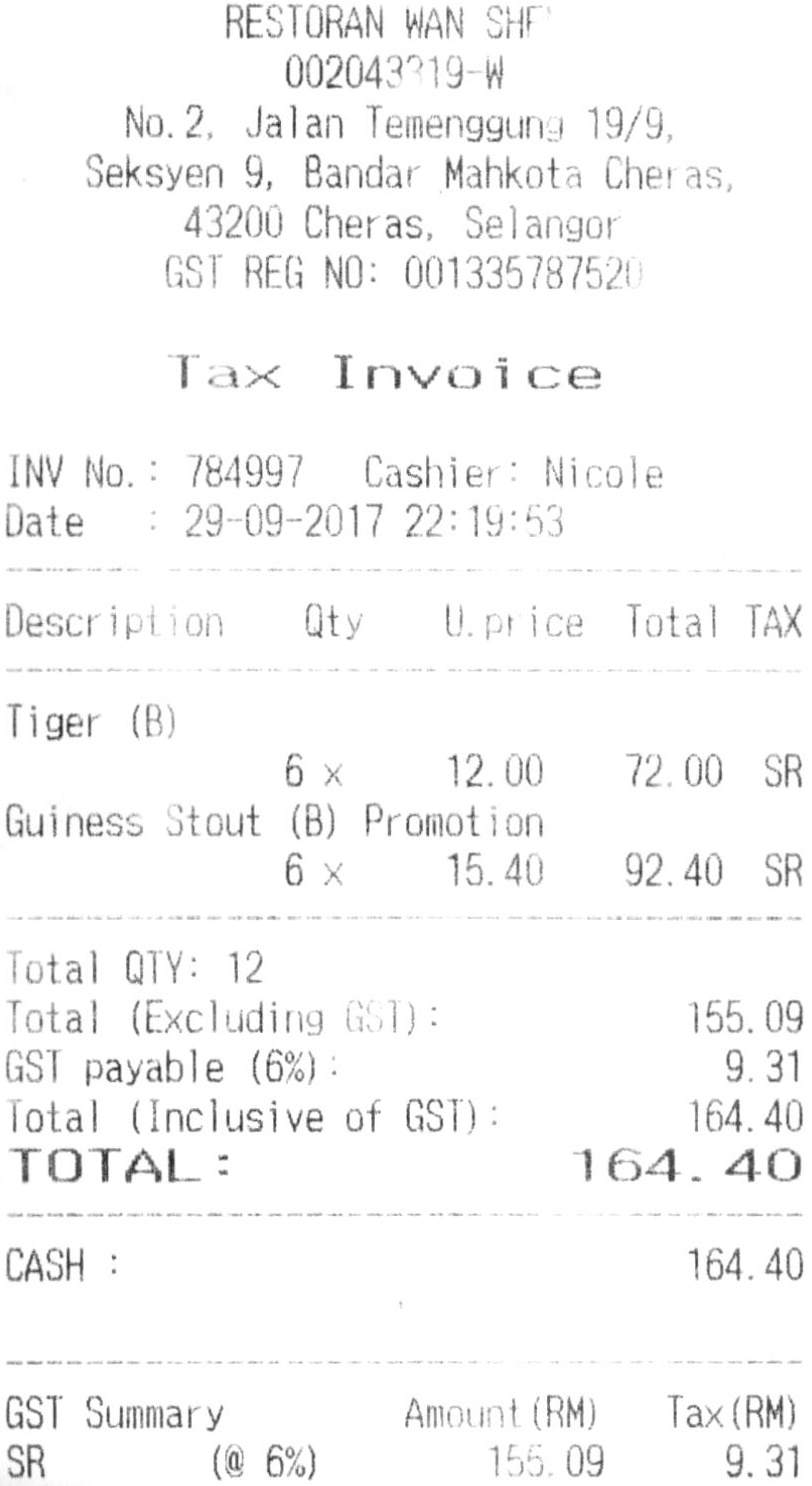 RESTORAN WAN
No.2, Jalan Temenggung 19/9,
Seksyen 9, Bandar Mahkota Cheras,
43200 Cheras, Selangor
GST REG NO: 001335787520
Tax Invoice
INV No.: 784997 Cashier: Nicole
Date : 29-09-2017 22:19:53
Description Qty U.price Total TAX
Tiger (B)
6 x 12.00 72.00 SR
Guiness Stout (B) Promotion
6 x 15.40 92.40 SR
Total QTY: 12
Total (Excluding GST): 155.09
GST payable (6%): 9.31
Total (Inclusive of GST): 164.40
TOTAL: 164.40
CASH : 164.40
GST Summary Amount(RM) Tax(RM)
SR (@ 6%) 155.09 9.31